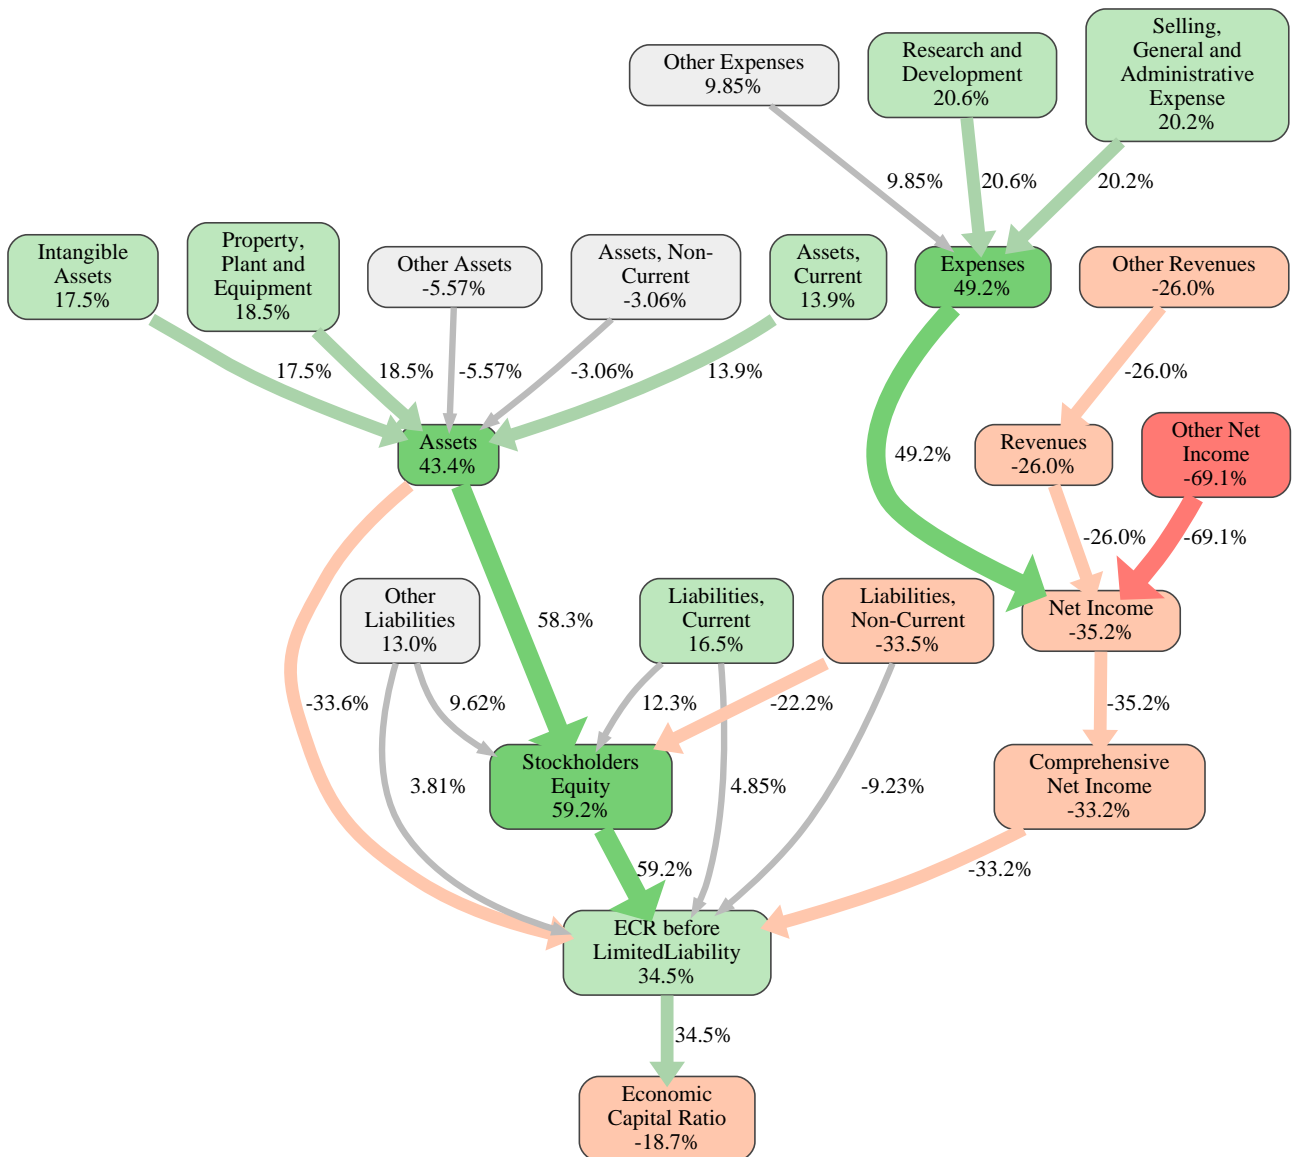 Other Expenses
9.85%
Research and
Development
20.6%
Selling,
General and
Administrative
Expense
20.2%
9.85%
20.6%
20.2%
Intangible
Assets
17.5%
Property,
Plant and
Equipment
18.5%
Other Assets
-5.57%
Assets, Non-
Current
-3.06%
Assets,
Current
13.9%
Expenses
49.2%
Other Revenues
-26.0%
17.5%
18.5%
-5.57%
-3.06%
13.9%
-26.0%
Assets
43.4%
49.2%
Revenues
-26.0%
Other Net
Income
-69.1%
-26.0%
-69.1%
Other
Liabilities
13.0%
58.3%
Liabilities,
Current
16.5%
Liabilities,
Non-Current
-33.5%
Net Income
-35.2%
-33.6%
9.62%
12.3%
-22.2%
-35.2%
Stockholders
Equity
59.2%
3.81%
4.85%
-9.23%
Comprehensive
Net Income
-33.2%
59.2%
-33.2%
ECR before
LimitedLiability
34.5%
34.5%
Economic
Capital Ratio
-18.7%